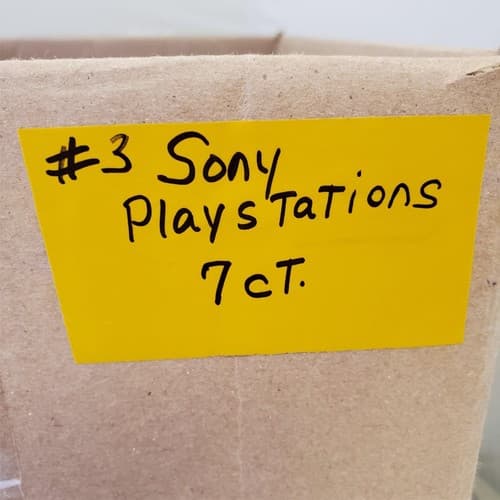 #3 Sony
PlaysTaTions
7 cT.